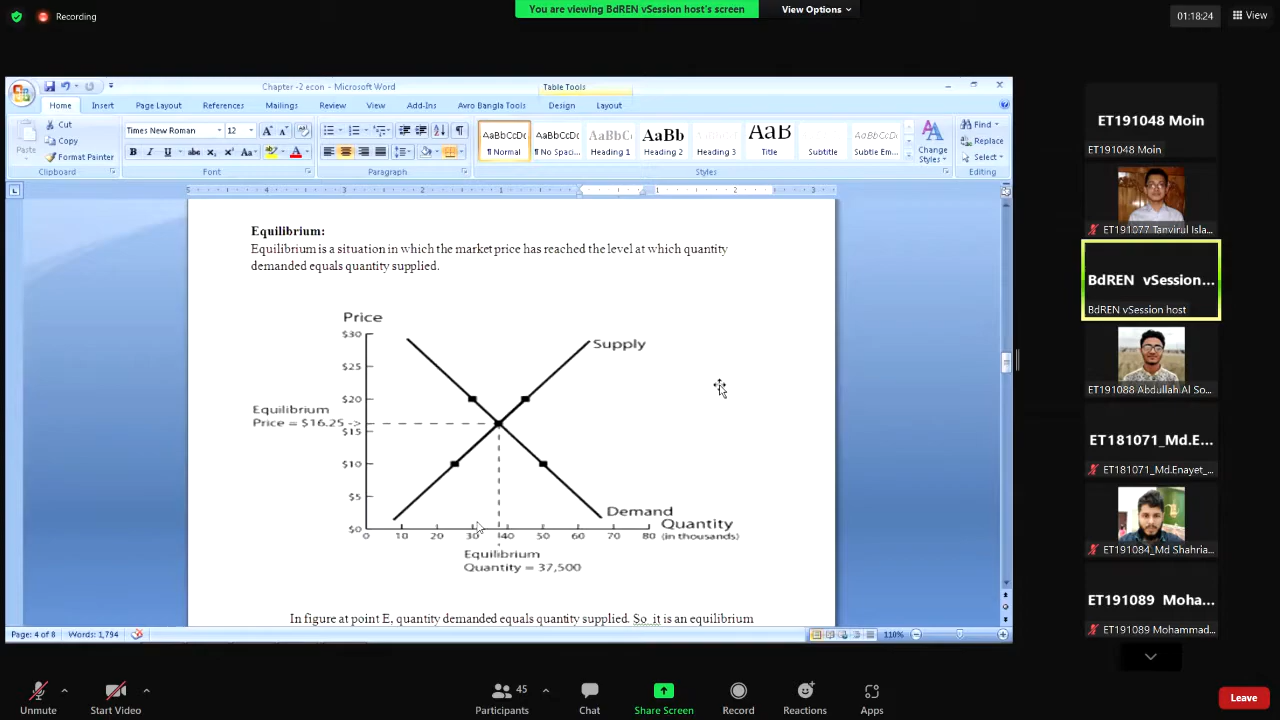 Recording
You are viewing BdREN vSession host's screen
View Options
01:18:24
View
Chapter -2 econ - Microsoft Word
Table Tools
Home
Insert
Page Layout
References
Mailings
Review
View
Add-Ins
Avro Bangla Tools
Design
Layout
Paste
Cut
Copy
Format Painter
Clipboard
Times New Roman
12
Font
Paragraph
AaBbCcDc
¶ Normal
AaBbCcDc
¶ No Spaci...
AaBbC
Heading 1
AaBb
Heading 2
Heading 3
AaB
Title
Subtitle
AaBbCcDc
Subtle Em...
Styles
Change
Styles
Find
Replace
Select
Editing
Equilibrium:
Equilibrium is a situation in which the market price has reached the level at which quantity
demanded equals quantity supplied.
Price
$30
$25
$20
$15
$10
$5
$0
Supply
Equilibrium
Price = $16.25 ->
Demand
Quantity
(in thousands)
0 10 20 30 40 50 60 70 80
Equilibrium
Quantity = 37,500
In figure at point E, quantity demanded equals quantity supplied. So it is an equilibrium
Page: 4 of 8
Words: 1,794
110%
ET191048 Moin
ET191048 Moin
ET191077 Tanvirul Isla...
BdREN vSession...
BdREN vSession host
ET191088 Abdullah Al So...
ET181071_Md.E...
ET181071_Md.Enayet_...
ET191084_Md Shahria...
ET191089 Moha...
ET191089 Mohammad...
Unmute
Start Video
45
Participants
Chat
Share Screen
Record
Reactions
Apps
Leave